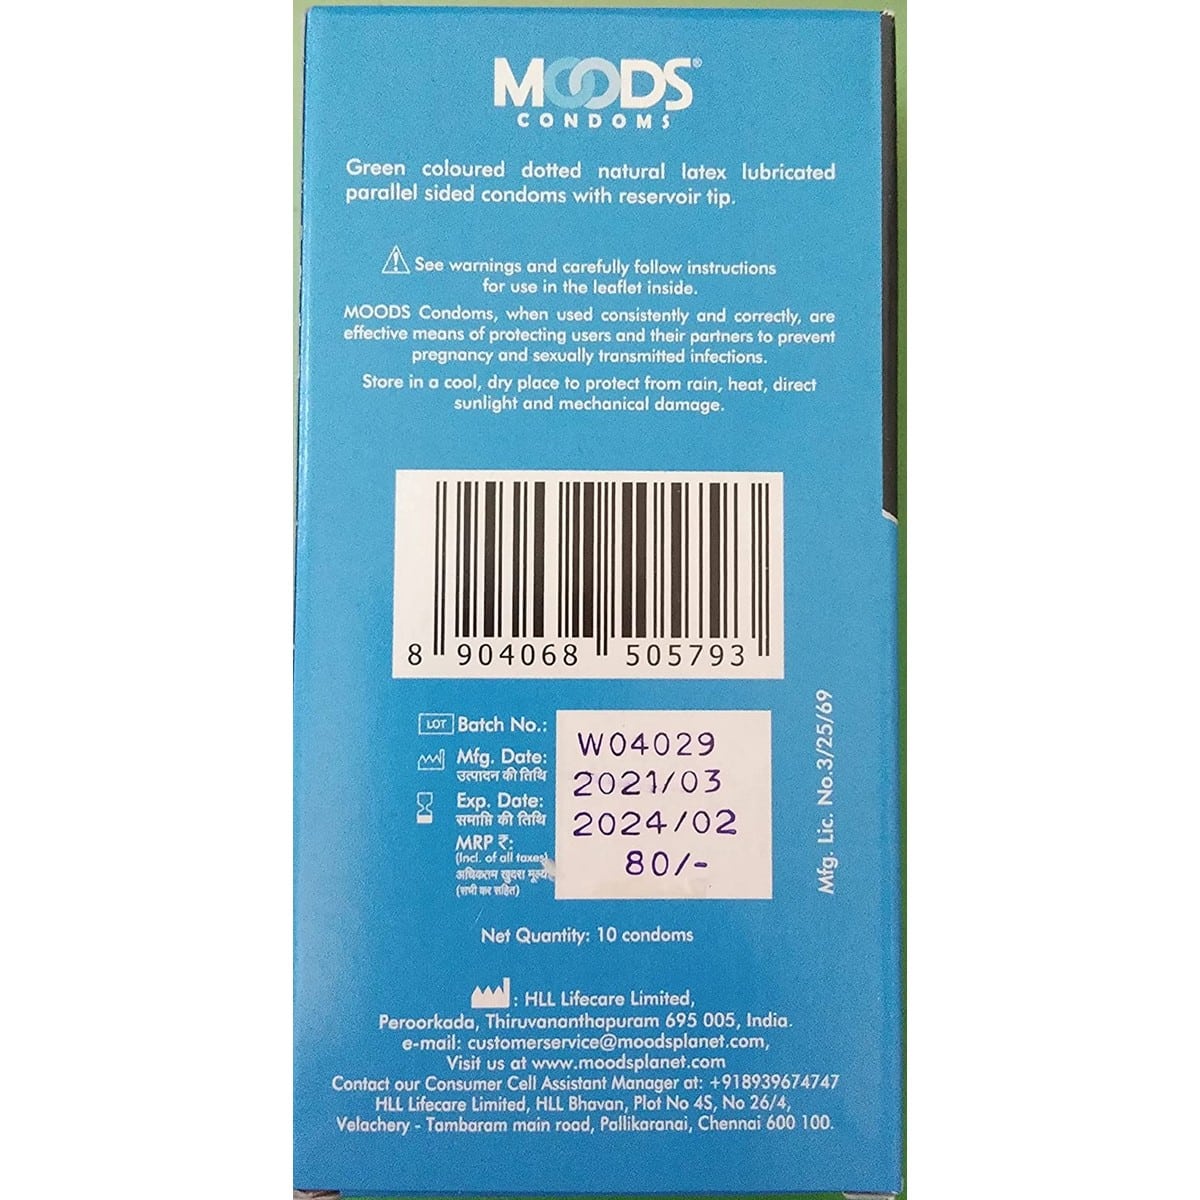 MOODS®
CONDOMS
Green coloured dotted natural latex lubricated
parallel sided condoms with reservoir tip.
See warnings and carefully follow instructions
for use in the leaflet inside.
MOODS Condoms, when used consistently and correctly, are
effective means of protecting users and their partners to prevent
pregnancy and sexually transmitted infections.
Store in a cool, dry place to protect from rain, heat, direct
sunlight and mechanical damage.
8 904068 505793
LOT Batch No.: W04029
Mfg. Date: 2021/03
उत्पादन की तिथि
Exp. Date: 2024/02
समाप्ति की तिथि
MRP ₹: 80/-
(Incl. of all taxes)
अधिकतम खुदरा मूल्य
(सभी कर सहित)
Mfg. Lic. No.3/25/69
Net Quantity: 10 condoms
: HLL Lifecare Limited,
Peroorkada, Thiruvananthapuram 695 005, India.
e-mail: customerservice@moodsplanet.com,
Visit us at www.moodsplanet.com
Contact our Consumer Cell Assistant Manager at: +918939674747
HLL Lifecare Limited, HLL Bhavan, Plot No 4S, No 26/4,
Velachery - Tambaram main road, Pallikaranai, Chennai 600 100.